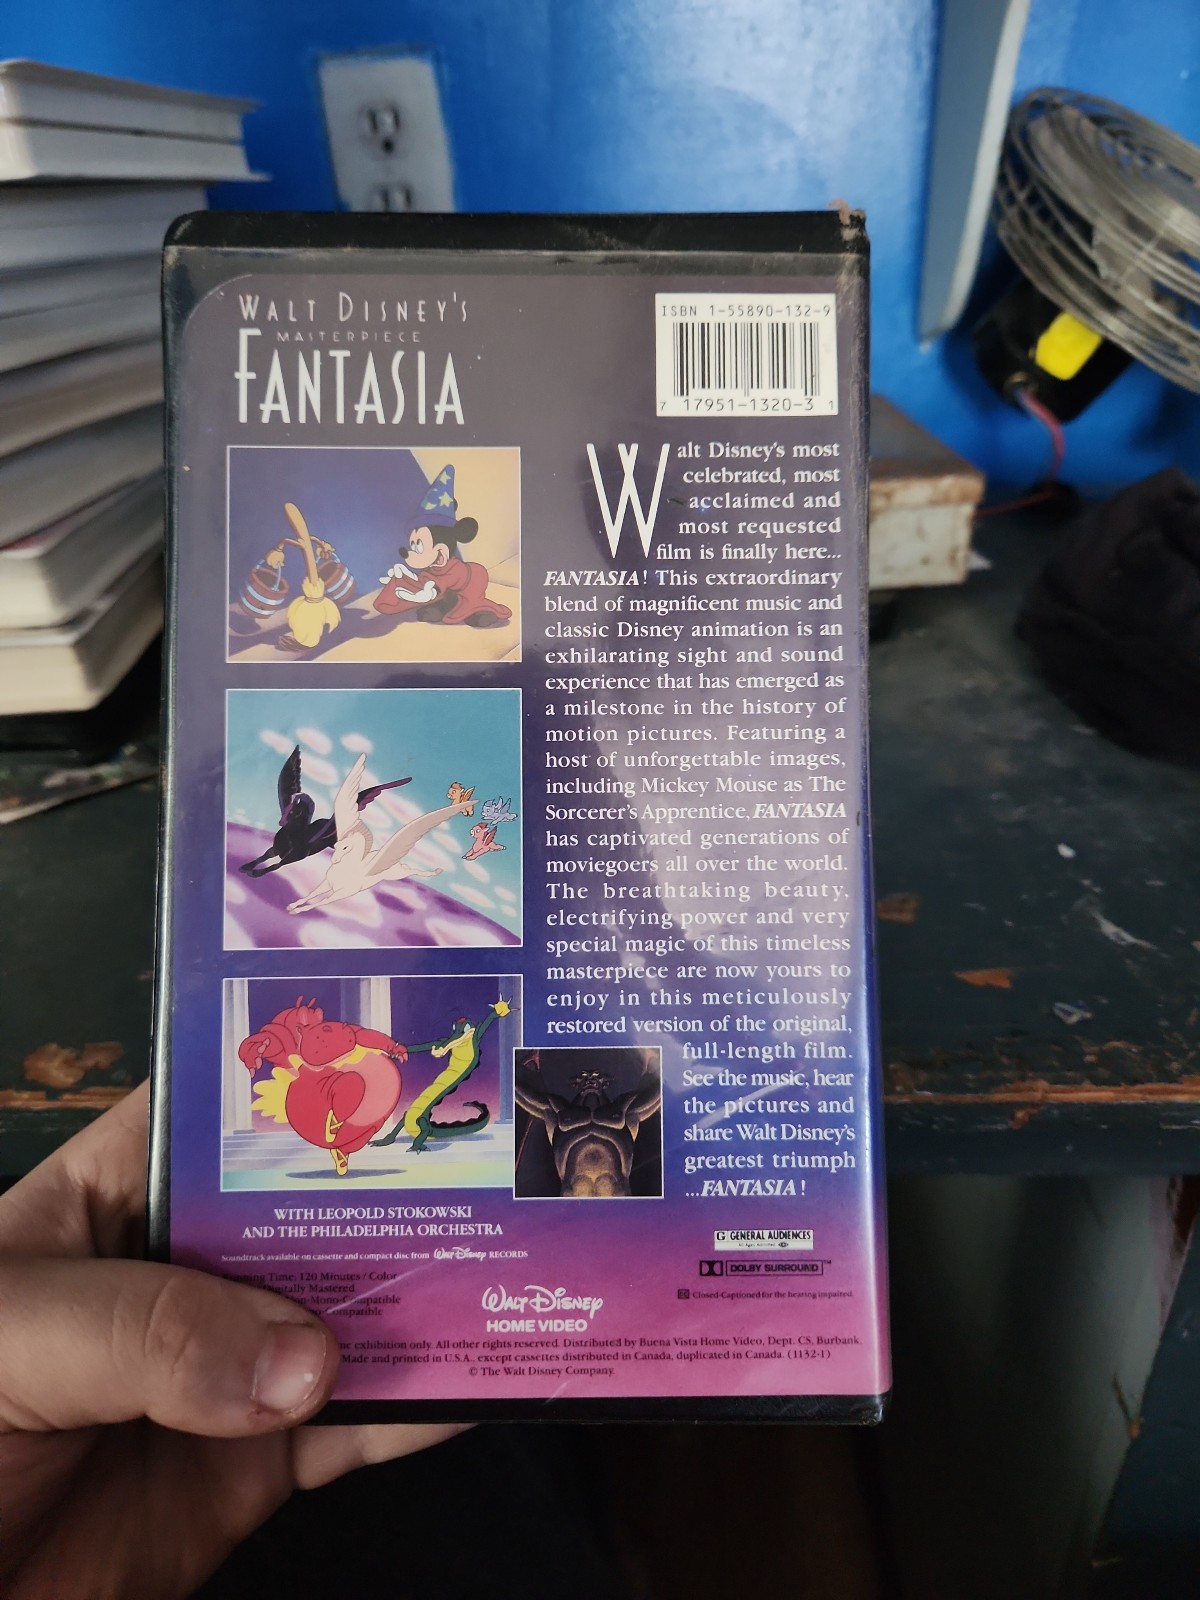 WALT DISNEY'S
MASTERPIECE
FANTASIA
ISBN 1-55890-132-9
7 17951-1320-3 1
Walt Disney's most
celebrated, most
acclaimed and
most requested
film is finally here...
FANTASIA! This extraordinary
blend of magnificent music and
classic Disney animation is an
exhilarating sight and sound
experience that has emerged as
a milestone in the history of
motion pictures. Featuring a
host of unforgettable images,
including Mickey Mouse as The
Sorcerer's Apprentice, FANTASIA
has captivated generations of
moviegoers all over the world.
The breathtaking beauty,
electrifying power and very
special magic of this timeless
masterpiece are now yours to
enjoy in this meticulously
restored version of the original,
full-length film.
See the music, hear
the pictures and
share Walt Disney's
greatest triumph
...FANTASIA!
WITH LEOPOLD STOKOWSKI
AND THE PHILADELPHIA ORCHESTRA
Soundtrack available on cassette and compact disc from Walt Disney RECORDS
Running Time: 120 Minutes / Color
Digitally Mastered
Mono-Compatible
Compatible
Walt Disney
HOME VIDEO
G GENERAL AUDIENCES
All Ages Admitted
DOLBY SURROUND™
Closed-Captioned for the hearing impaired.
exhibition only. All other rights reserved. Distributed by Buena Vista Home Video, Dept. CS, Burbank,
Made and printed in U.S.A., except cassettes distributed in Canada, duplicated in Canada. (1132-1)
© The Walt Disney Company.